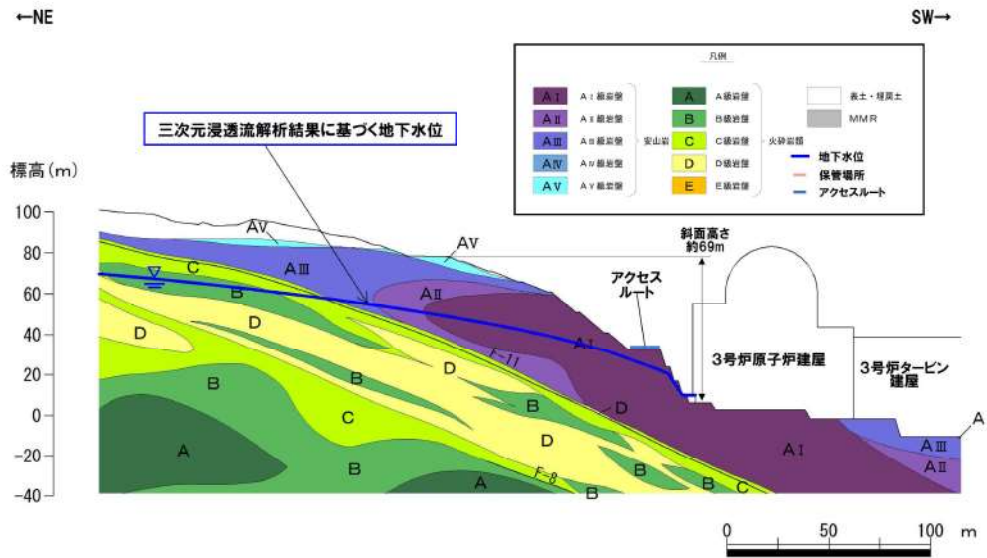 ←NE
SW→
凡例
AⅠ AⅠ級岩盤
AⅡ AⅡ級岩盤
AⅢ AⅢ級岩盤
AⅣ AⅣ級岩盤
AⅤ AⅤ級岩盤
安山岩
A A級岩盤
B B級岩盤
C C級岩盤
D D級岩盤
E E級岩盤
火砕岩類
表土・埋戻土
MMR
地下水位
保管場所
アクセスルート
三次元浸透流解析結果に基づく地下水位
標高(m)
100
80
60
40
20
0
-20
-40
AⅤ
AⅤ
斜面高さ
約69m
アクセス
ルート
C
AⅢ
B
AⅡ
D
D
AⅠ
F-11
D
3号炉原子炉建屋
3号炉タービン
建屋
B
B
B
D
C
A
D
A
AⅠ
AⅢ
AⅡ
B
B
F-8
A
B
B
C
0 50 100 m